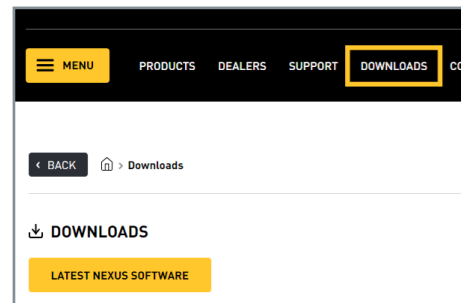 MENU PRODUCTS DEALERS SUPPORT DOWNLOADS
BACK > Downloads
DOWNLOADS
LATEST NEXUS SOFTWARE